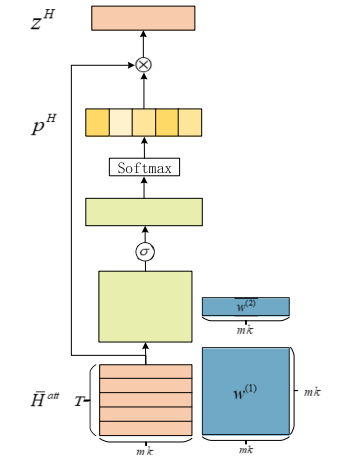 z^H
⊗
p^H
Softmax
σ
w^(2)
mk
H̄^att T w^(1) mk
mk mk